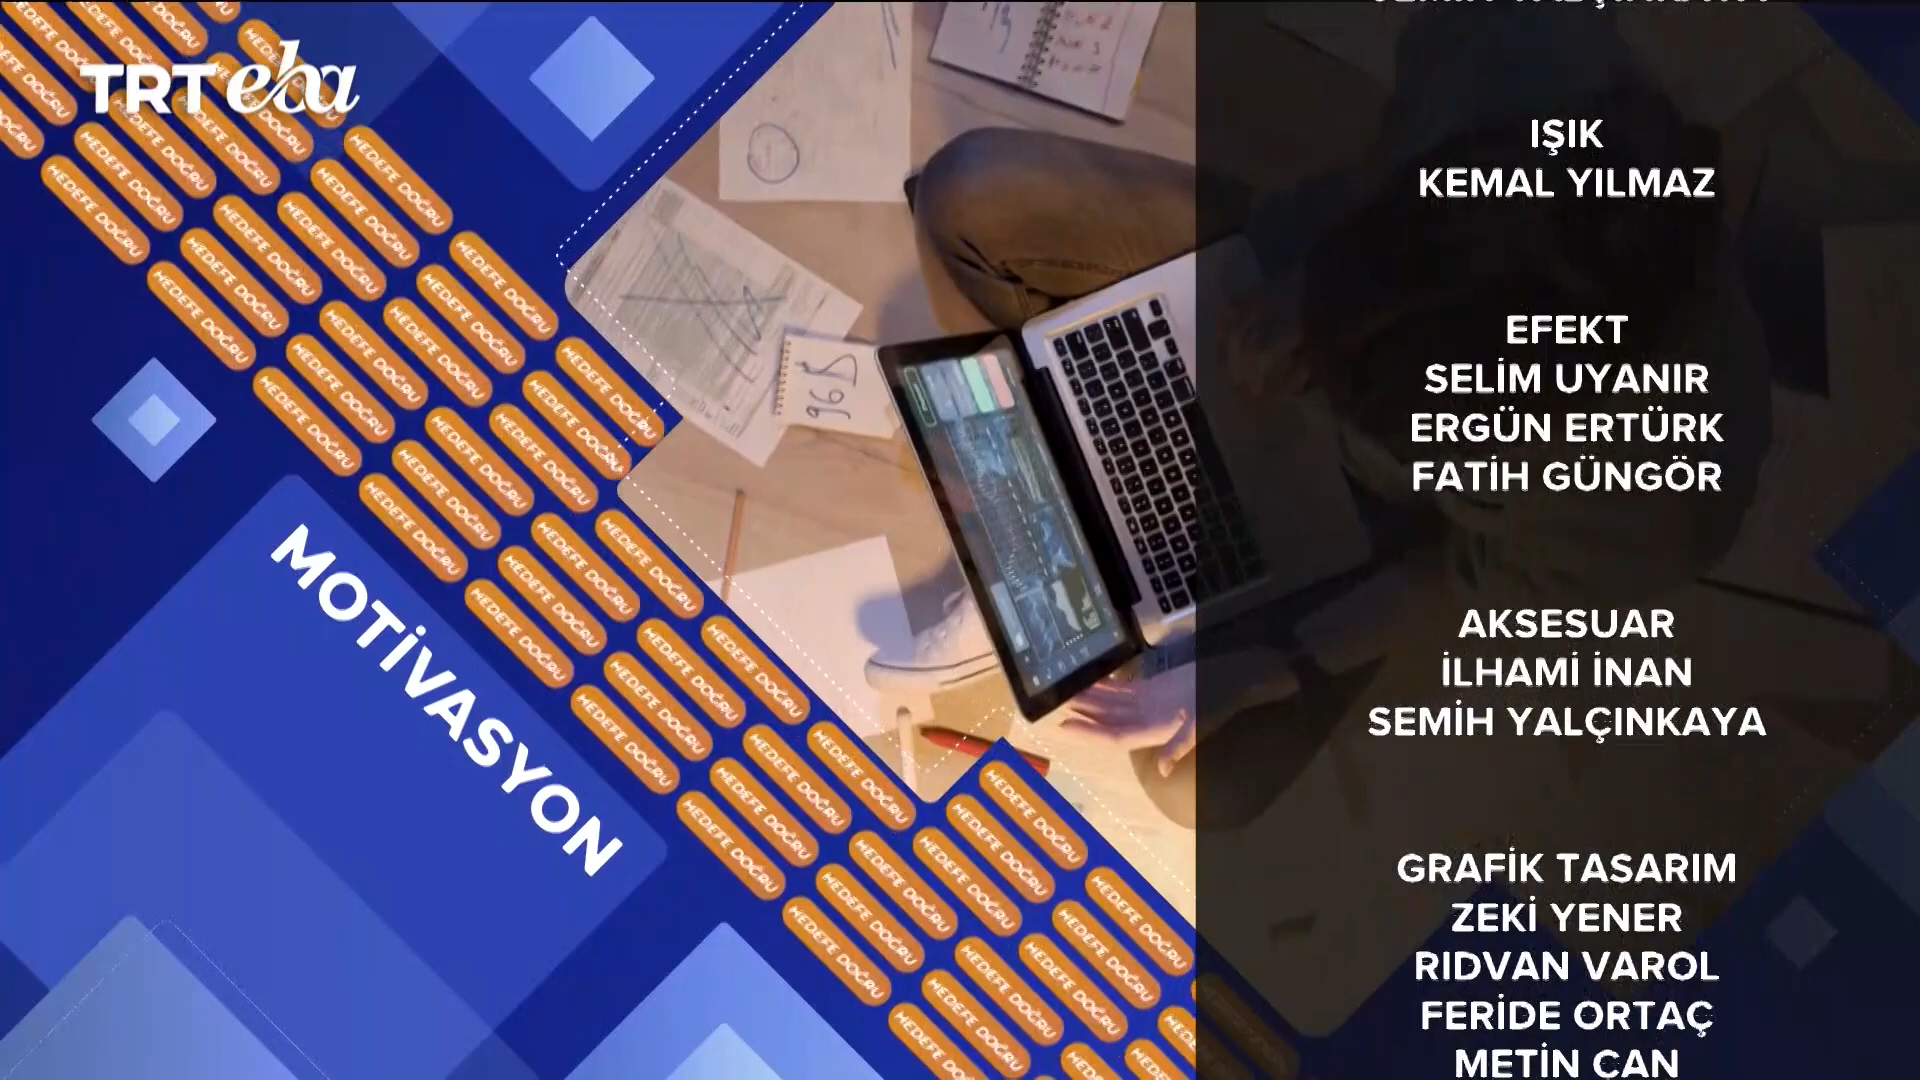 TRT eba
MOTİVASYON
HEDEFE DOĞRU
968
IŞIK
KEMAL YILMAZ
EFEKT
SELİM UYANIR
ERGÜN ERTÜRK
FATİH GÜNGÖR
AKSESUAR
İLHAMİ İNAN
SEMİH YALÇINKAYA
GRAFİK TASARIM
ZEKİ YENER
RIDVAN VAROL
FERİDE ORTAÇ
METİN CAN